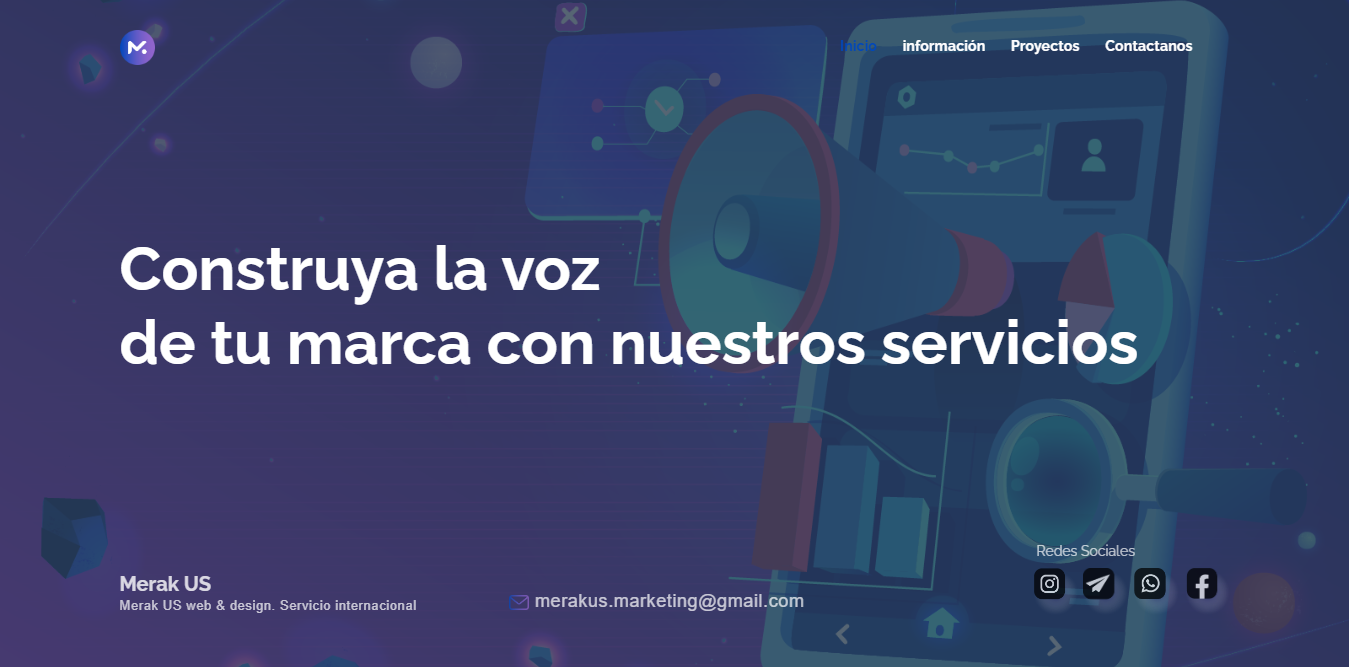 Inicio información Proyectos Contactanos
Construya la voz
de tu marca con nuestros servicios
Redes Sociales
Merak US
Merak US web & design. Servicio internacional
merakus.marketing@gmail.com